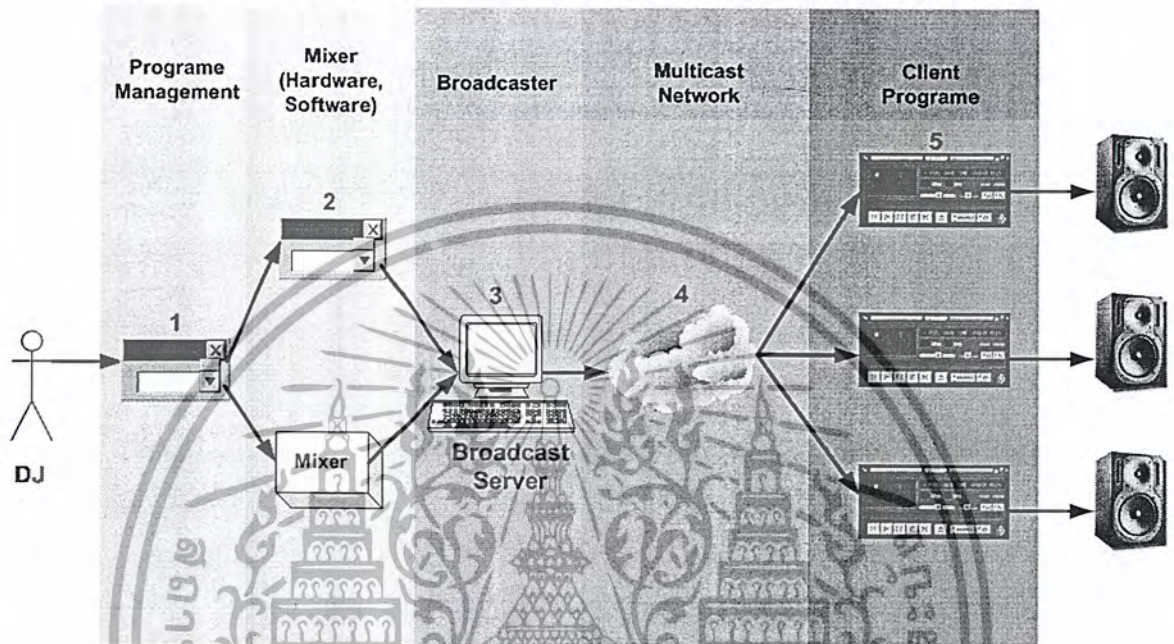 Programe
Management
Mixer
(Hardware,
Software)
Broadcaster
Multicast
Network
Client
Programe
1
2
3
4
5
X
X
DJ
Mixer
Broadcast
Server